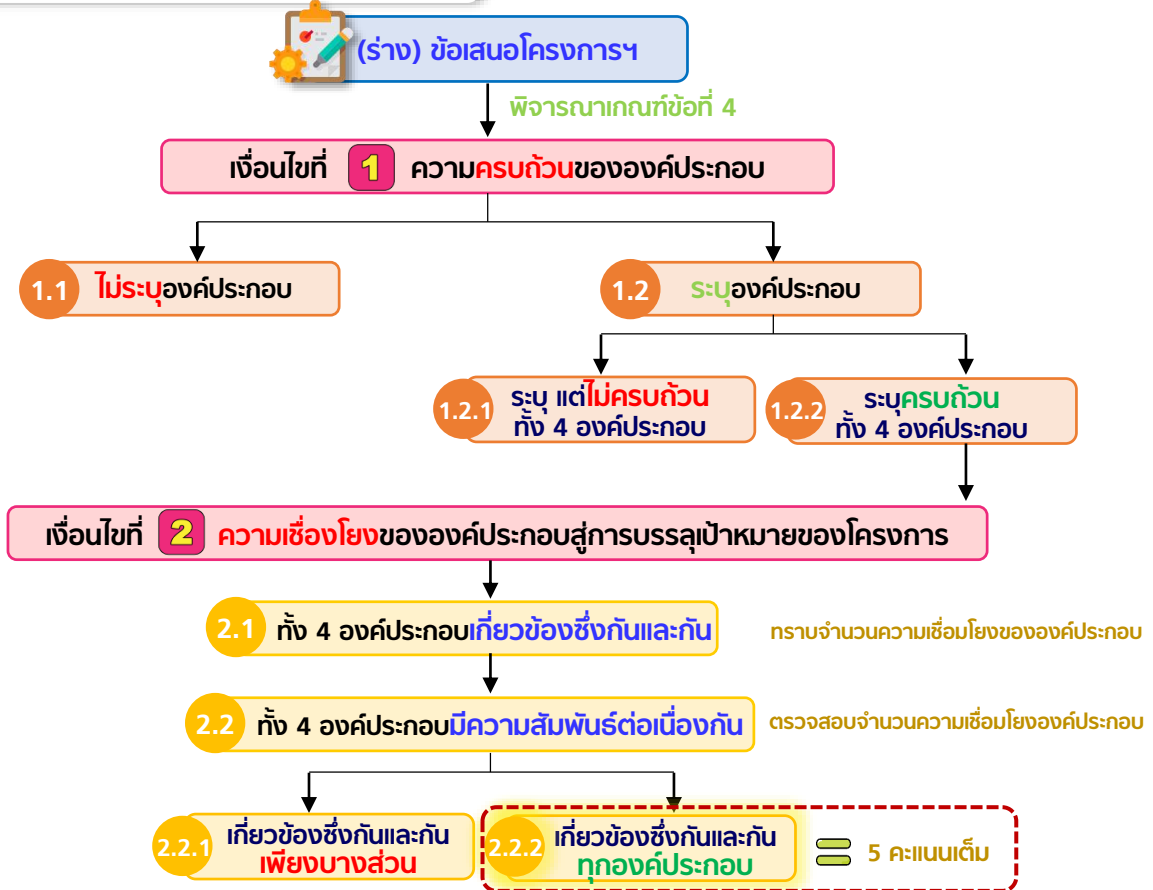 (ร่าง) ข้อเสนอโครงการฯ
พิจารณาเกณฑ์ข้อที่ 4
เงื่อนไขที่ 1 ความครบถ้วนขององค์ประกอบ
1.1 ไม่ระบุองค์ประกอบ
1.2 ระบุองค์ประกอบ
1.2.1 ระบุ แต่ไม่ครบถ้วน
ทั้ง 4 องค์ประกอบ
1.2.2 ระบุครบถ้วน
ทั้ง 4 องค์ประกอบ
เงื่อนไขที่ 2 ความเชื่องโยงขององค์ประกอบสู่การบรรลุเป้าหมายของโครงการ
2.1 ทั้ง 4 องค์ประกอบเกี่ยวข้องซึ่งกันและกัน
ทราบจำนวนความเชื่อมโยงขององค์ประกอบ
2.2 ทั้ง 4 องค์ประกอบมีความสัมพันธ์ต่อเนื่องกัน
ตรวจสอบจำนวนความเชื่อมโยงองค์ประกอบ
2.2.1 เกี่ยวข้องซึ่งกันและกัน
เพียงบางส่วน
2.2.2 เกี่ยวข้องซึ่งกันและกัน
ทุกองค์ประกอบ
= 5 คะแนนเต็ม